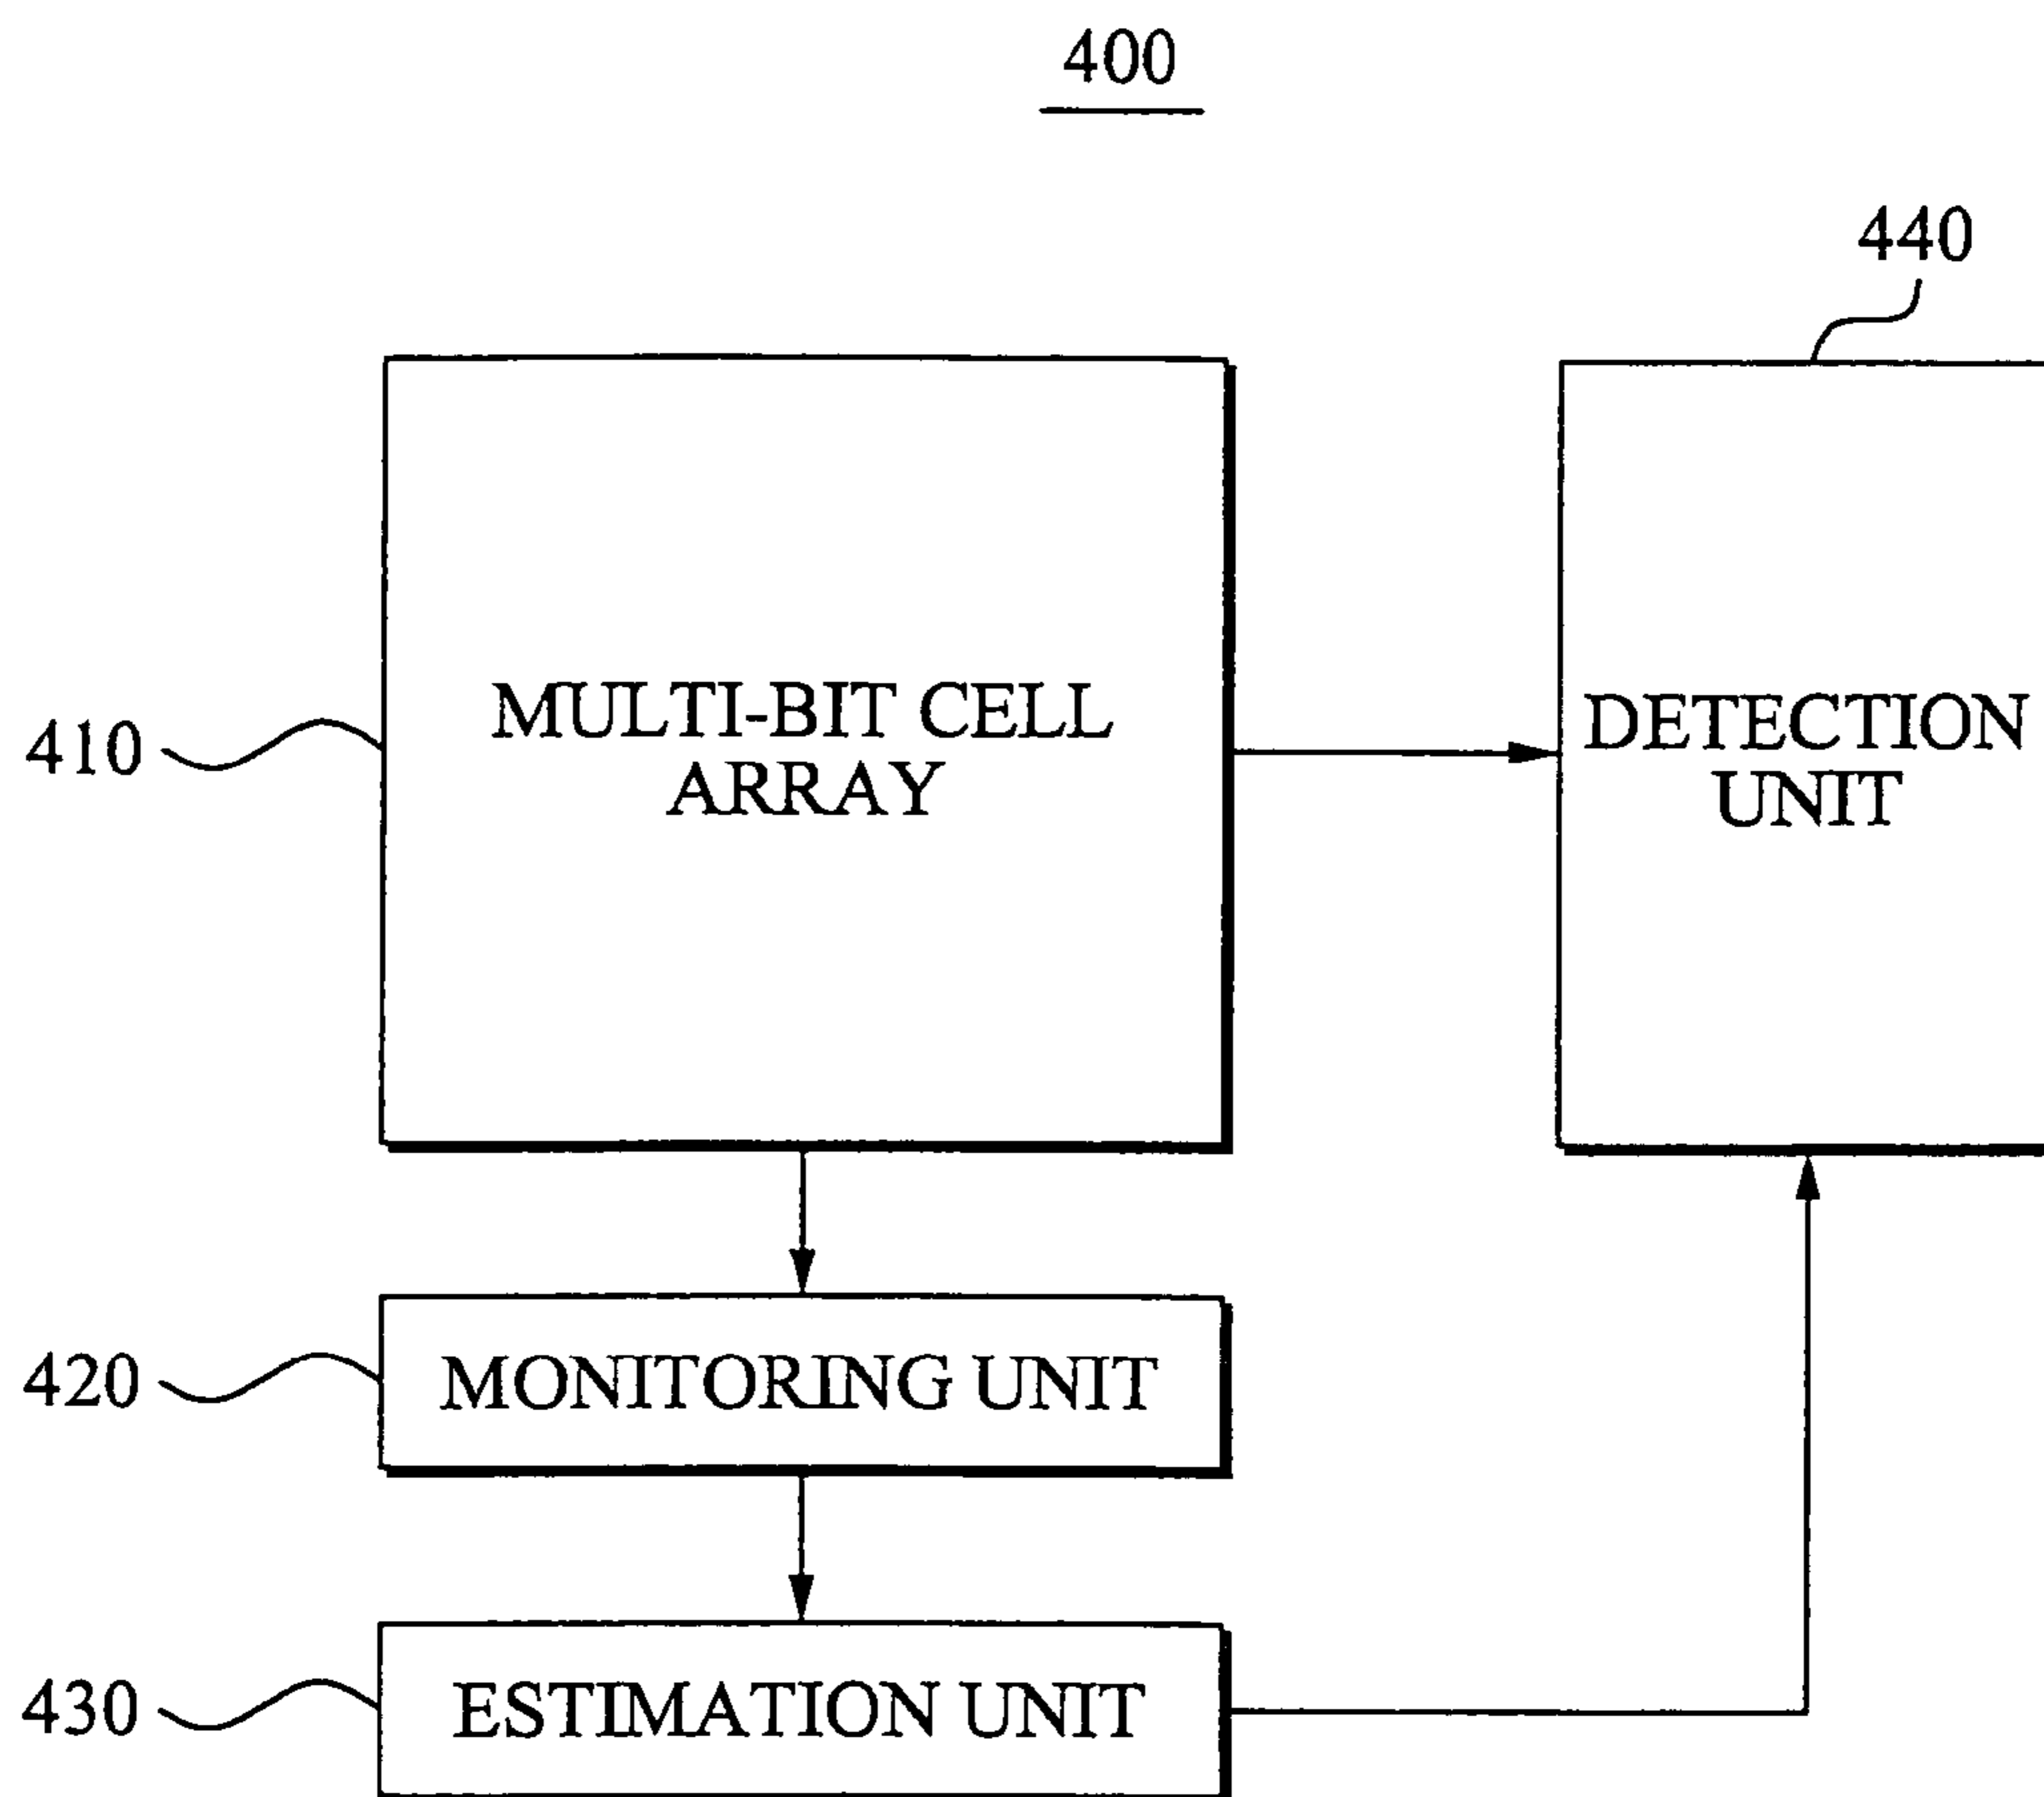 400
440
410
MULTI-BIT CELL
ARRAY
DETECTION
UNIT
420
MONITORING UNIT
430
ESTIMATION UNIT